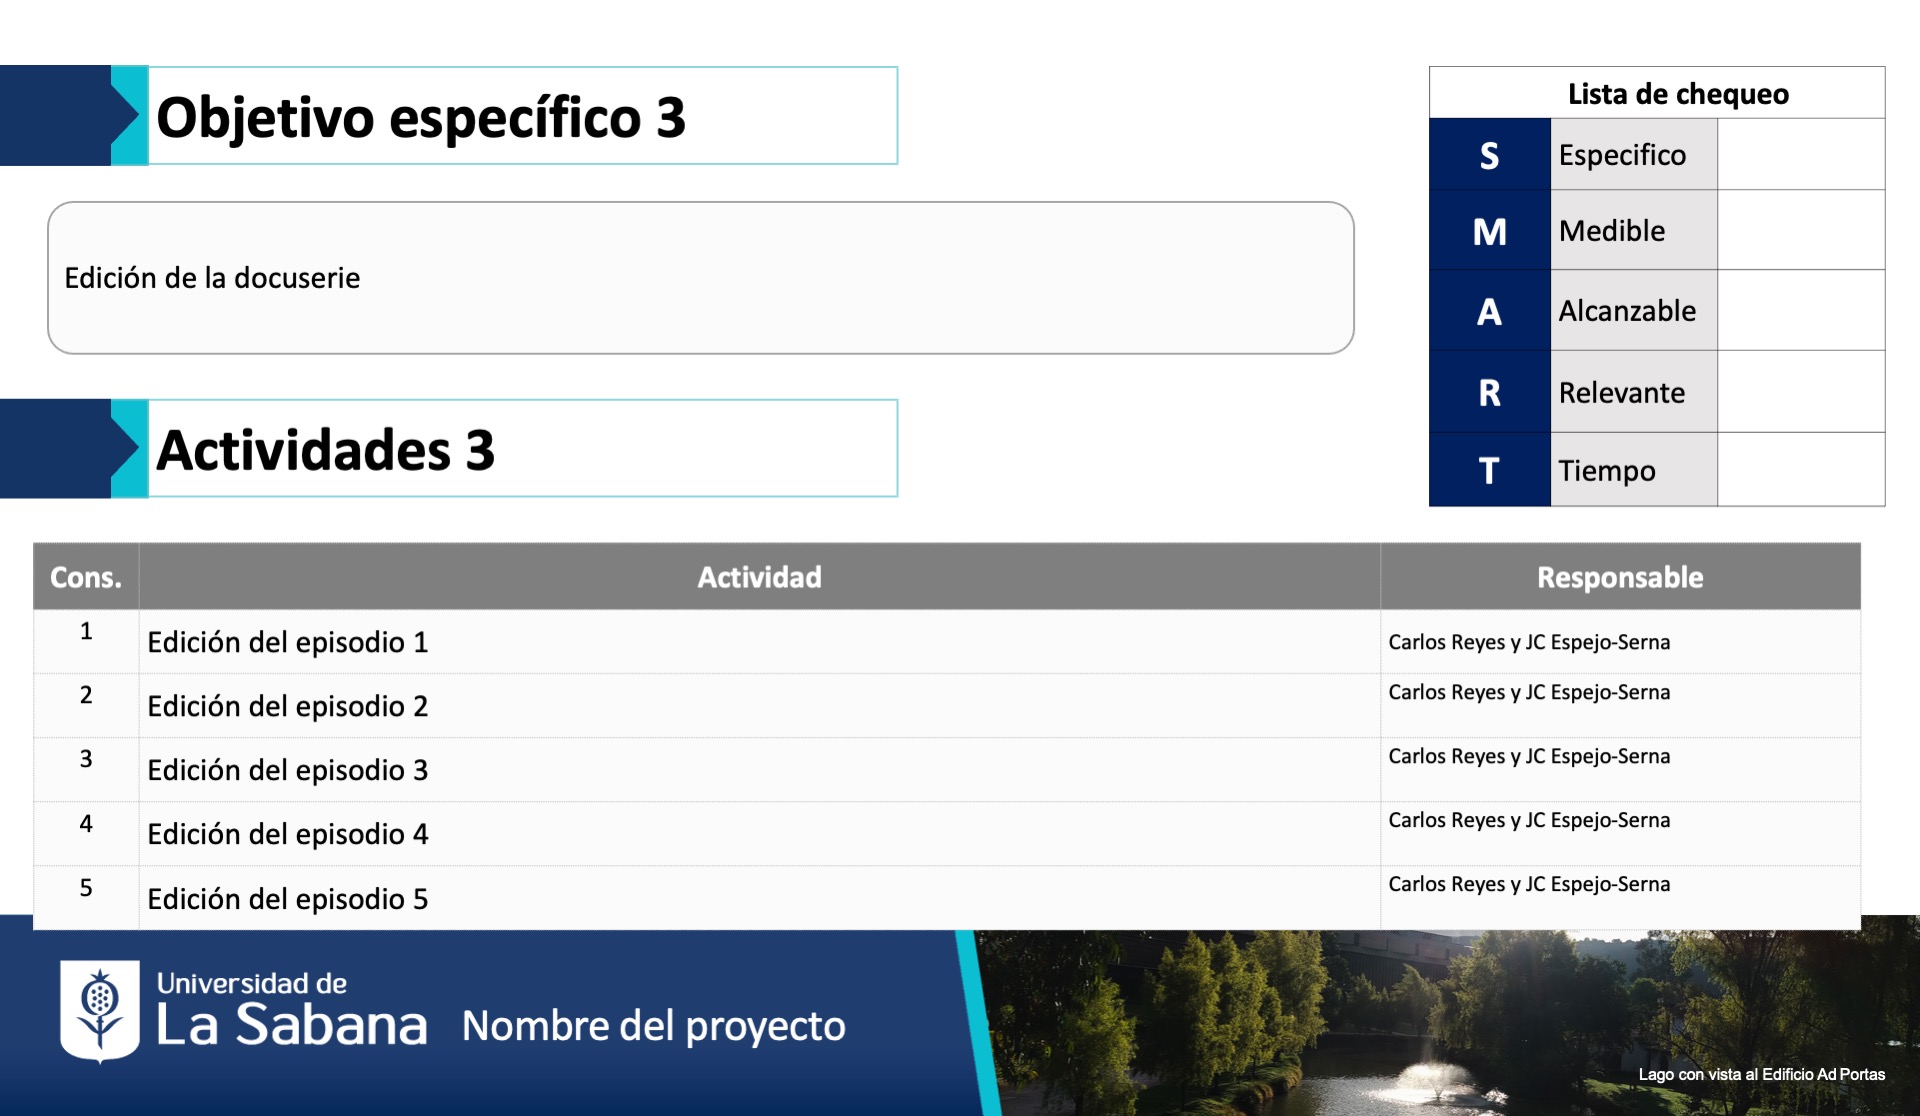 Objetivo específico 3
Edición de la docuserie
Lista de chequeo
S Especifico
M Medible
A Alcanzable
R Relevante
T Tiempo
Actividades 3
Cons. Actividad Responsable
1 Edición del episodio 1 Carlos Reyes y JC Espejo-Serna
2 Edición del episodio 2 Carlos Reyes y JC Espejo-Serna
3 Edición del episodio 3 Carlos Reyes y JC Espejo-Serna
4 Edición del episodio 4 Carlos Reyes y JC Espejo-Serna
5 Edición del episodio 5 Carlos Reyes y JC Espejo-Serna
Universidad de
La Sabana
Nombre del proyecto
Lago con vista al Edificio Ad Portas